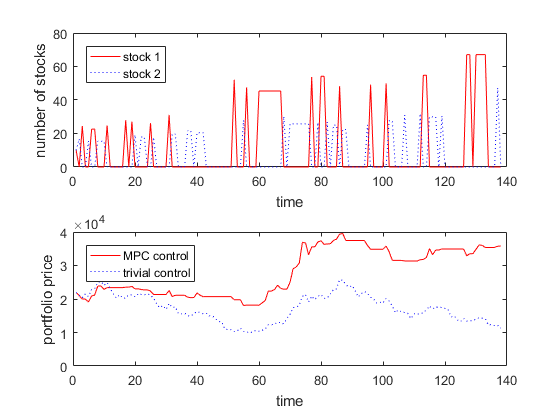 number of stocks
80
60
40
20
0
stock 1
stock 2
0 20 40 60 80 100 120 140
time
×10^4
portfolio price
4
3
2
1
0
MPC control
trivial control
0 20 40 60 80 100 120 140
time